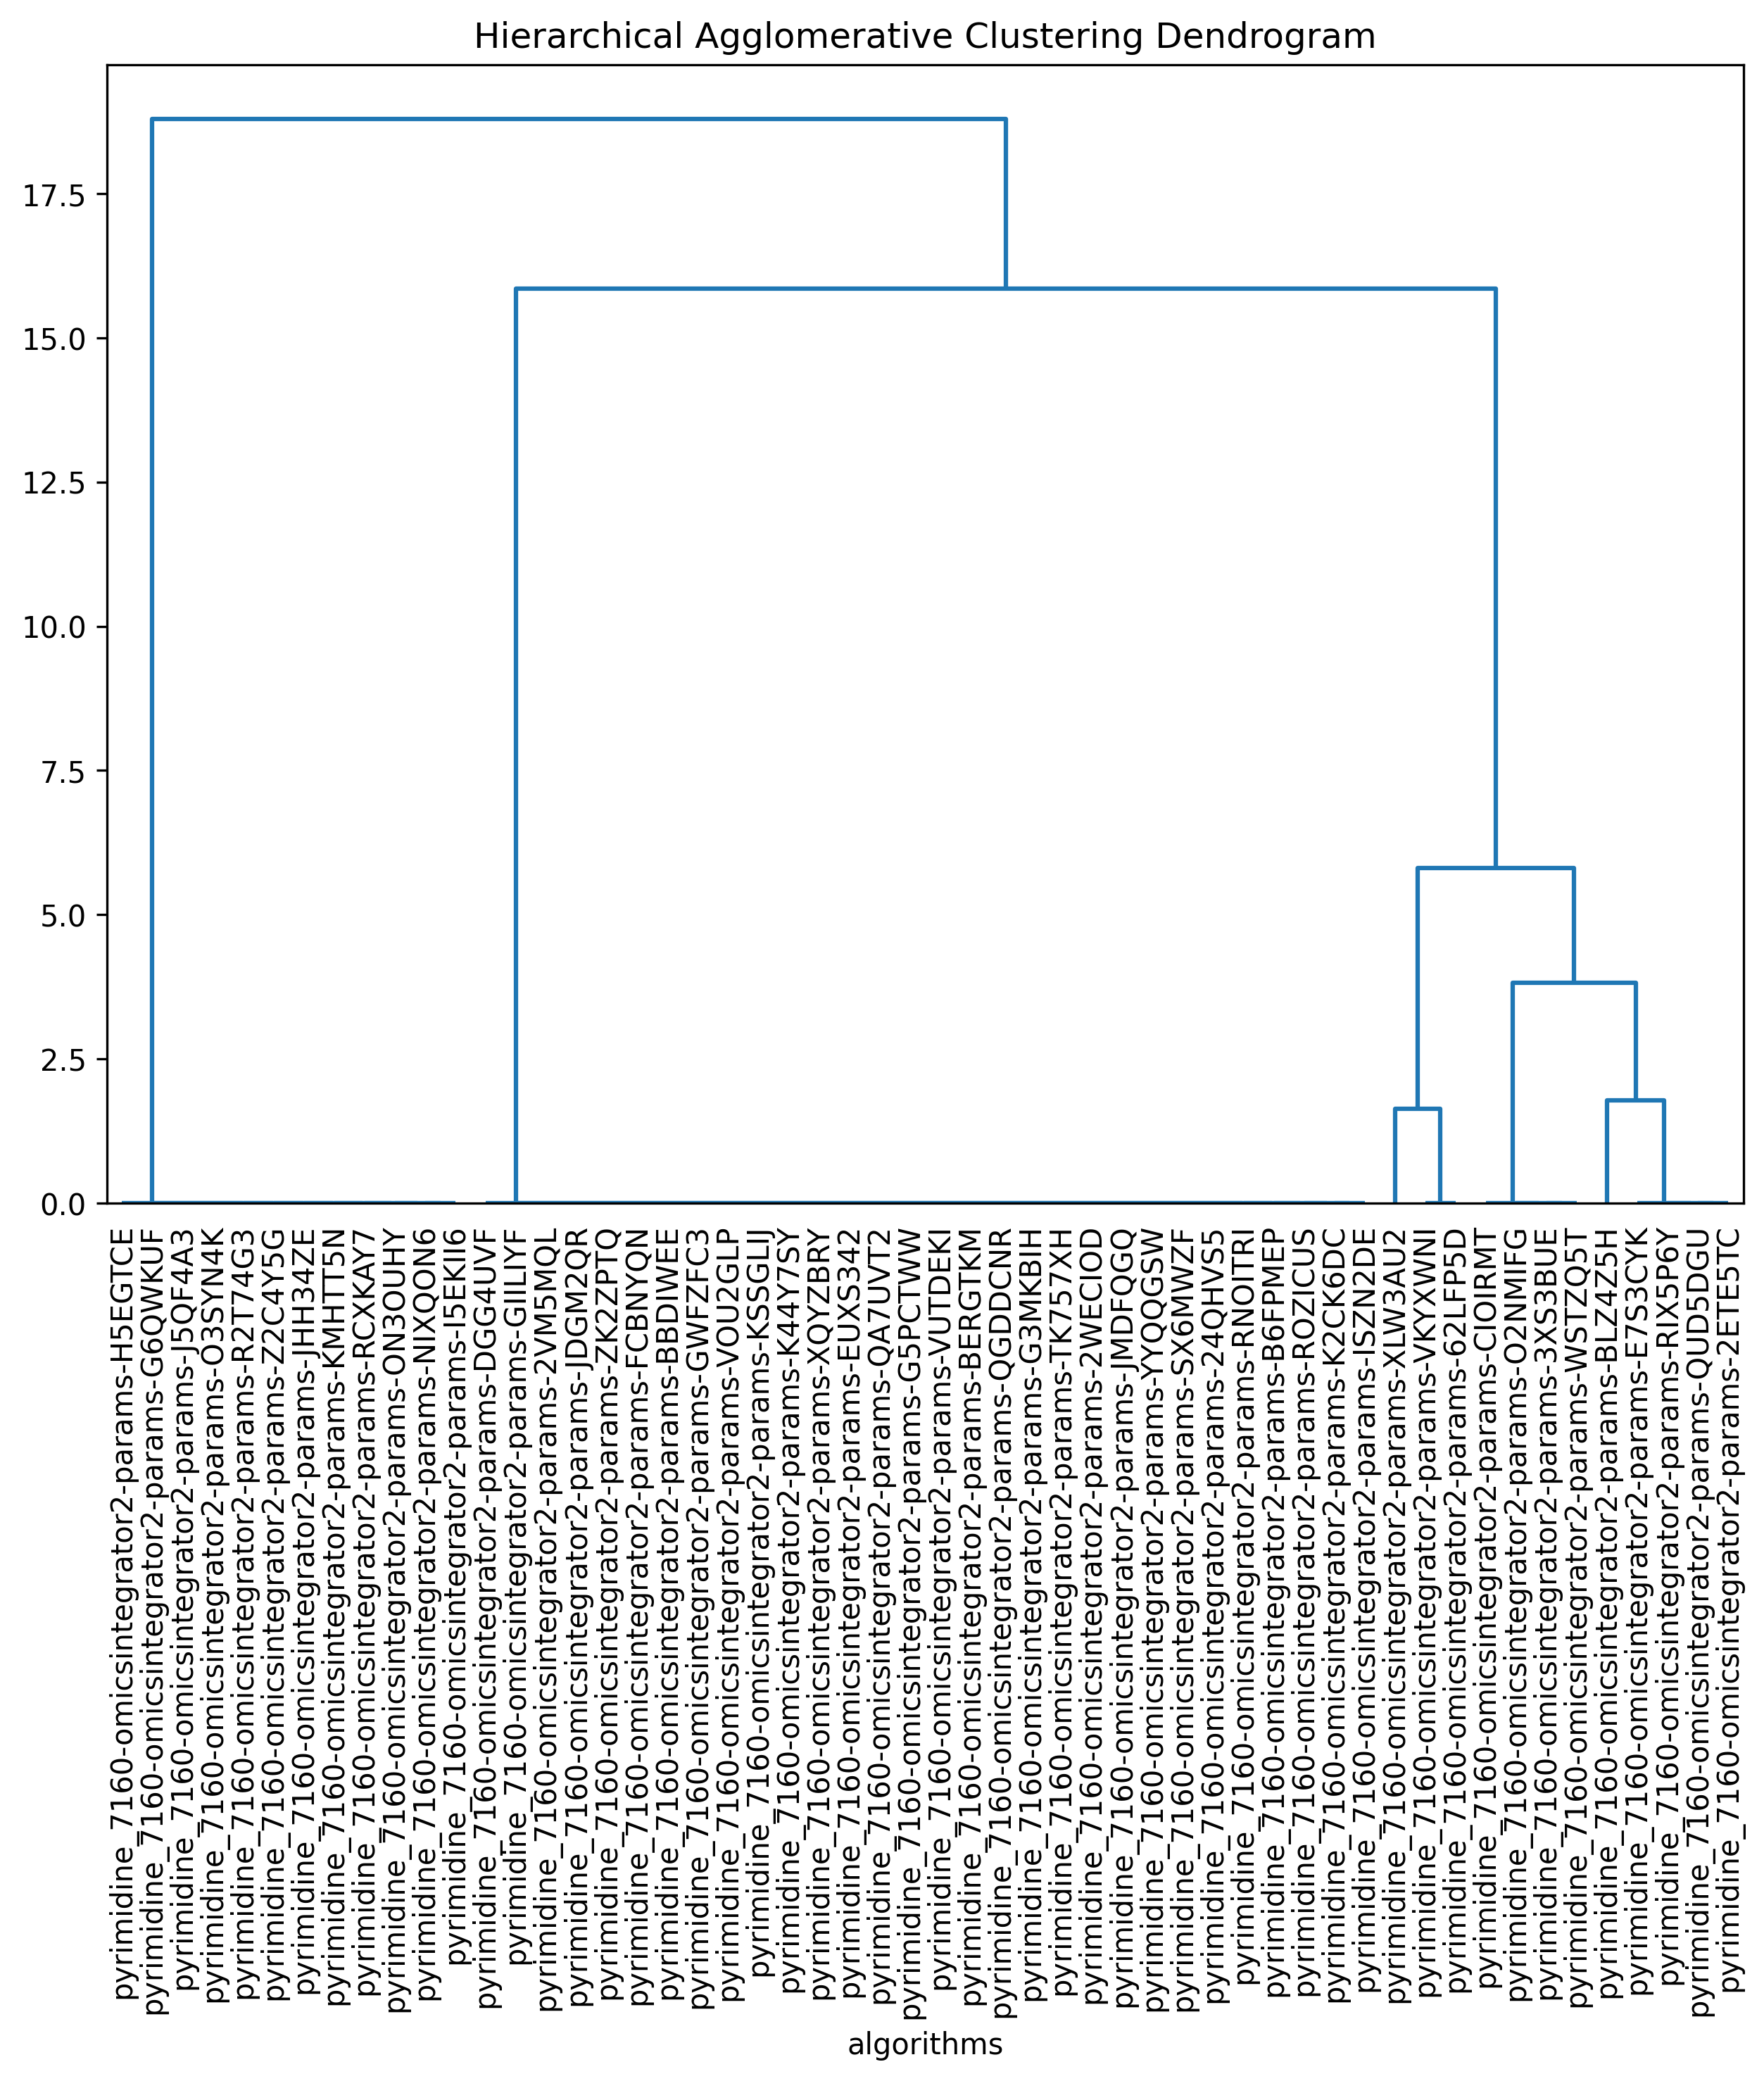 Hierarchical Agglomerative Clustering Dendrogram
17.5
15.0
12.5
10.0
7.5
5.0
2.5
0.0
pyrimidine_7160-omicsintegrator2-params-H5EGTCE
pyrimidine_7160-omicsintegrator2-params-G6QWKUF
pyrimidine_7160-omicsintegrator2-params-J5QF4A3
pyrimidine_7160-omicsintegrator2-params-O3SYN4K
pyrimidine_7160-omicsintegrator2-params-R2T74G3
pyrimidine_7160-omicsintegrator2-params-Z2C4Y5G
pyrimidine_7160-omicsintegrator2-params-JHH34ZE
pyrimidine_7160-omicsintegrator2-params-KMHTT5N
pyrimidine_7160-omicsintegrator2-params-RCXKAY7
pyrimidine_7160-omicsintegrator2-params-ON3OUHY
pyrimidine_7160-omicsintegrator2-params-NIXQON6
pyrimidine_7160-omicsintegrator2-params-I5EKII6
pyrimidine_7160-omicsintegrator2-params-DGG4UVF
pyrimidine_7160-omicsintegrator2-params-GIILIYF
pyrimidine_7160-omicsintegrator2-params-2VM5MQL
pyrimidine_7160-omicsintegrator2-params-JDGM2QR
pyrimidine_7160-omicsintegrator2-params-ZK2ZPTQ
pyrimidine_7160-omicsintegrator2-params-FCBNYQN
pyrimidine_7160-omicsintegrator2-params-BBDIWEE
pyrimidine_7160-omicsintegrator2-params-GWFZFC3
pyrimidine_7160-omicsintegrator2-params-VOU2GLP
pyrimidine_7160-omicsintegrator2-params-KSSGLIJ
pyrimidine_7160-omicsintegrator2-params-K44Y7SY
pyrimidine_7160-omicsintegrator2-params-XQYZBRY
pyrimidine_7160-omicsintegrator2-params-EUXS342
pyrimidine_7160-omicsintegrator2-params-QA7UVT2
pyrimidine_7160-omicsintegrator2-params-G5PCTWW
pyrimidine_7160-omicsintegrator2-params-VUTDEKI
pyrimidine_7160-omicsintegrator2-params-BERGTKM
pyrimidine_7160-omicsintegrator2-params-QGDDCNR
pyrimidine_7160-omicsintegrator2-params-G3MKBIH
pyrimidine_7160-omicsintegrator2-params-TK757XH
pyrimidine_7160-omicsintegrator2-params-2WECIOD
pyrimidine_7160-omicsintegrator2-params-JMDFQGQ
pyrimidine_7160-omicsintegrator2-params-YYQQGSW
pyrimidine_7160-omicsintegrator2-params-SX6MWZF
pyrimidine_7160-omicsintegrator2-params-24QHVS5
pyrimidine_7160-omicsintegrator2-params-RNOITRI
pyrimidine_7160-omicsintegrator2-params-B6FPMEP
pyrimidine_7160-omicsintegrator2-params-ROZICUS
pyrimidine_7160-omicsintegrator2-params-K2CK6DC
pyrimidine_7160-omicsintegrator2-params-ISZN2DE
pyrimidine_7160-omicsintegrator2-params-XLW3AU2
pyrimidine_7160-omicsintegrator2-params-VKYXWNI
pyrimidine_7160-omicsintegrator2-params-62LFP5D
pyrimidine_7160-omicsintegrator2-params-CIOIRMT
pyrimidine_7160-omicsintegrator2-params-O2NMIFG
pyrimidine_7160-omicsintegrator2-params-3XS3BUE
pyrimidine_7160-omicsintegrator2-params-WSTZQ5T
pyrimidine_7160-omicsintegrator2-params-BLZ4Z5H
pyrimidine_7160-omicsintegrator2-params-E7S3CYK
pyrimidine_7160-omicsintegrator2-params-RIX5P6Y
pyrimidine_7160-omicsintegrator2-params-QUD5DGU
pyrimidine_7160-omicsintegrator2-params-2ETE5TC
algorithms